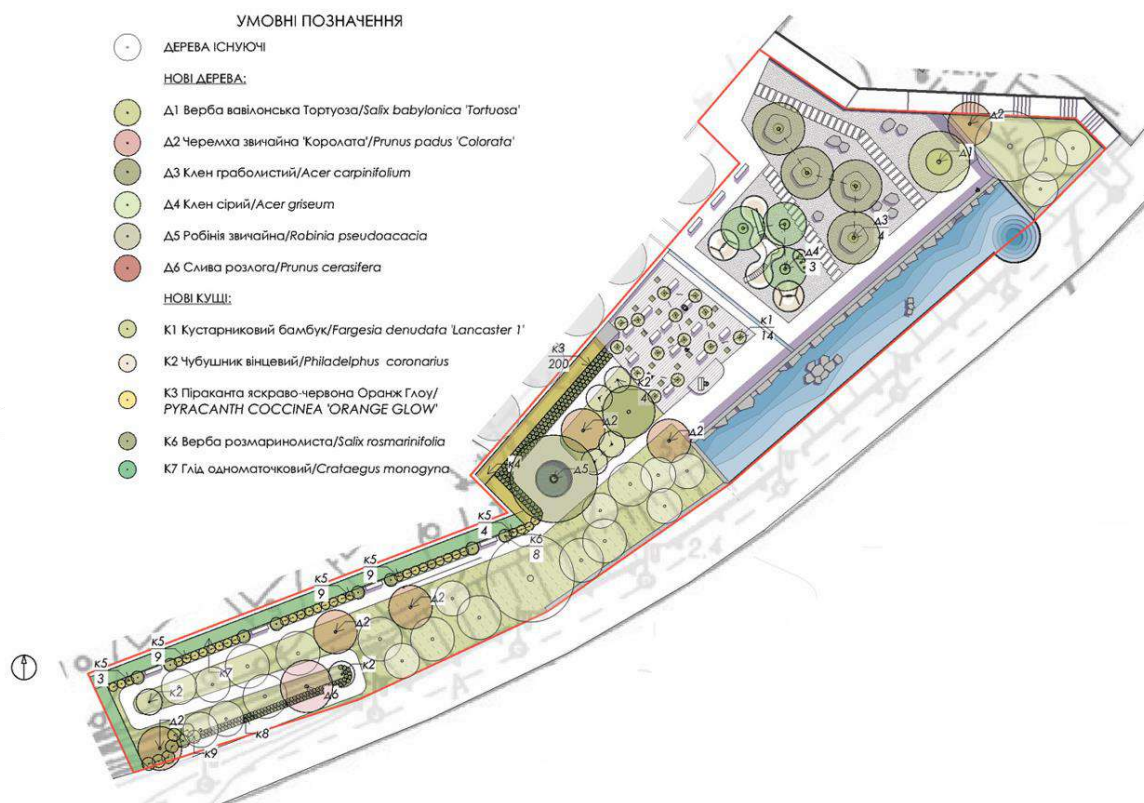 УМОВНІ ПОЗНАЧЕННЯ
ДЕРЕВА ІСНУЮЧІ
НОВІ ДЕРЕВА:
Д1 Верба вавілонська Тортуоза/Salix babylonica 'Tortuosa'
Д2 Черемха звичайна 'Королата'/Prunus padus 'Colorata'
Д3 Клен граболистий/Acer carpinifolium
Д4 Клен сірий/Acer griseum
Д5 Робінія звичайна/Robinia pseudoacacia
Д6 Слива розлога/Prunus cerasifera
НОВІ КУЩІ:
К1 Кустарниковий бамбук/Fargesia denudata 'Lancaster 1'
К2 Чубушник вінцевий/Philadelphus coronarius
К3 Піраканта яскраво-червона Оранж Глоу/
PYRACANTH COCCINEA 'ORANGE GLOW'
К6 Верба розмаринолиста/Salix rosmarinifolia
К7 Глід одноматочковий/Crataegus monogyna
Д2
Д1
Д3
4
Д4
3
К1
14
К3
200
К2
4
Д2
Д2
К4
Д5
К5
4
К6
8
К5
9
К5
9
Д2
Д2
К5
9
К5
3
К7
К2
К2
Д6
Д2
К8
К9
2.4